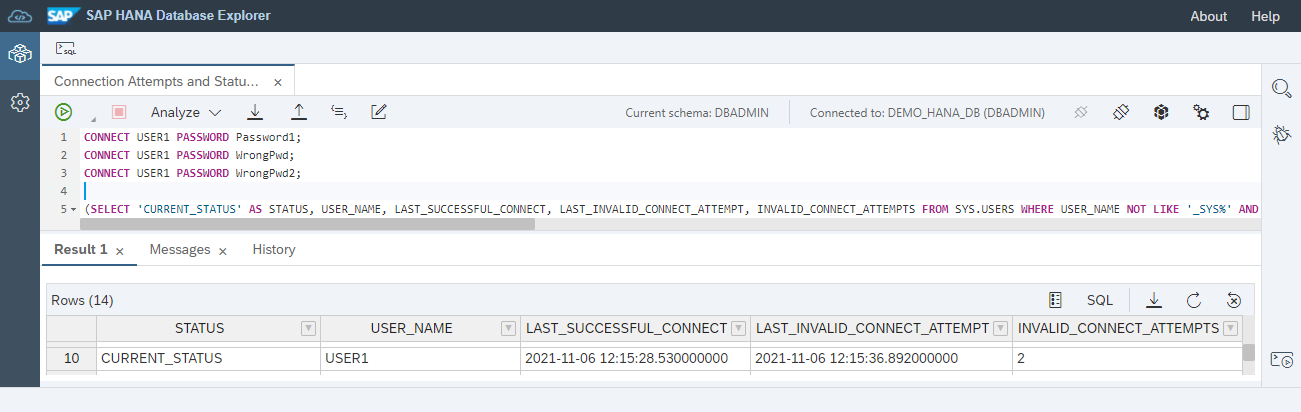 SAP SAP HANA Database Explorer About Help
SQL
Connection Attempts and Statu... ×
Analyze Current schema: DBADMIN Connected to: DEMO_HANA_DB (DBADMIN)
1 CONNECT USER1 PASSWORD Password1;
2 CONNECT USER1 PASSWORD WrongPwd;
3 CONNECT USER1 PASSWORD WrongPwd2;
4
5 (SELECT 'CURRENT_STATUS' AS STATUS, USER_NAME, LAST_SUCCESSFUL_CONNECT, LAST_INVALID_CONNECT_ATTEMPT, INVALID_CONNECT_ATTEMPTS FROM SYS.USERS WHERE USER_NAME NOT LIKE '_SYS%' AND
Result 1 × Messages × History
Rows (14) SQL
STATUS USER_NAME LAST_SUCCESSFUL_CONNECT LAST_INVALID_CONNECT_ATTEMPT INVALID_CONNECT_ATTEMPTS
10 CURRENT_STATUS USER1 2021-11-06 12:15:28.530000000 2021-11-06 12:15:36.892000000 2